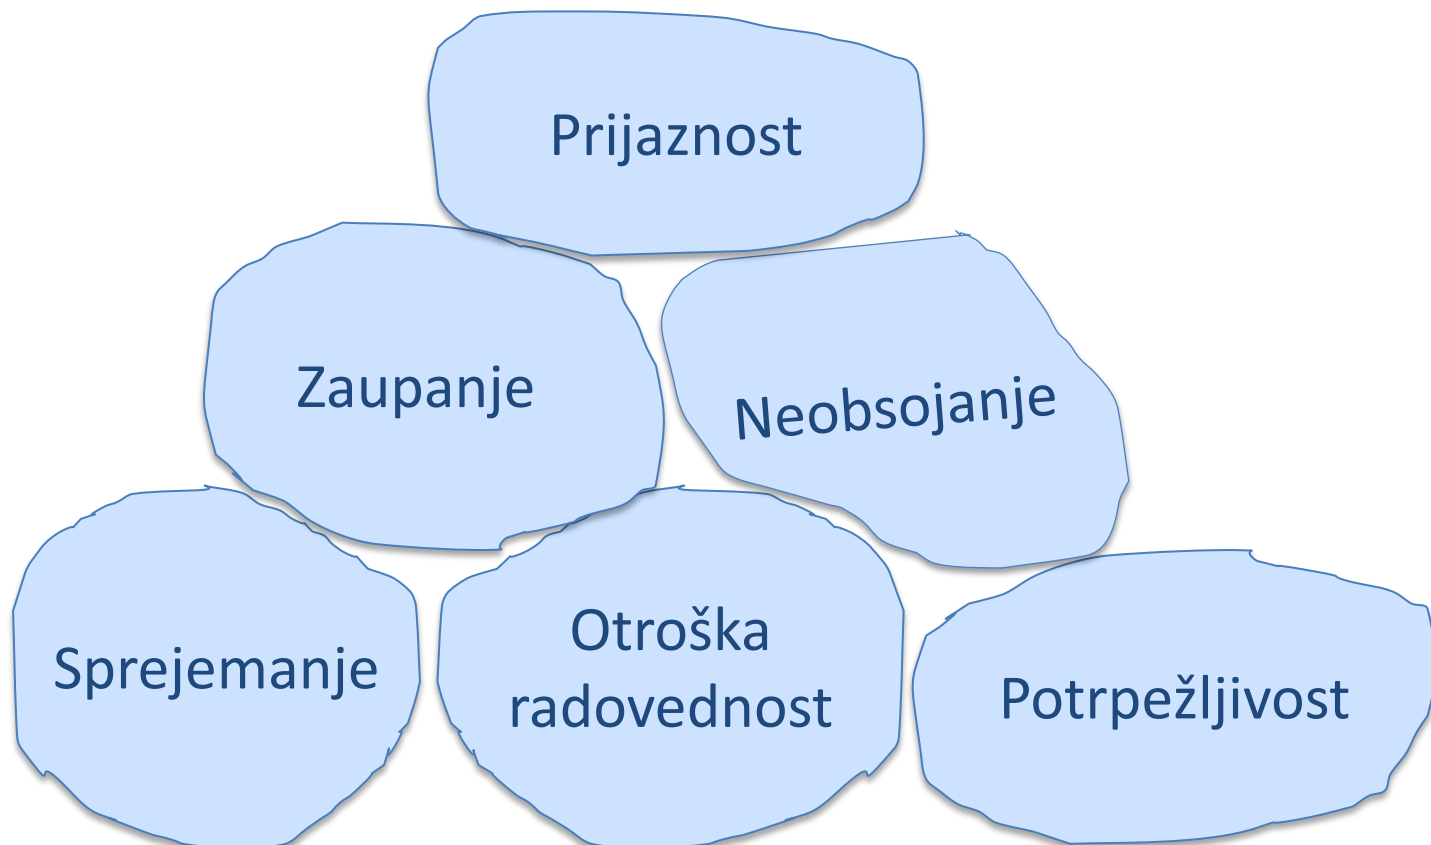 Prijaznost
Zaupanje
Neobsojanje
Sprejemanje
Otroška
radovednost
Potrpežljivost